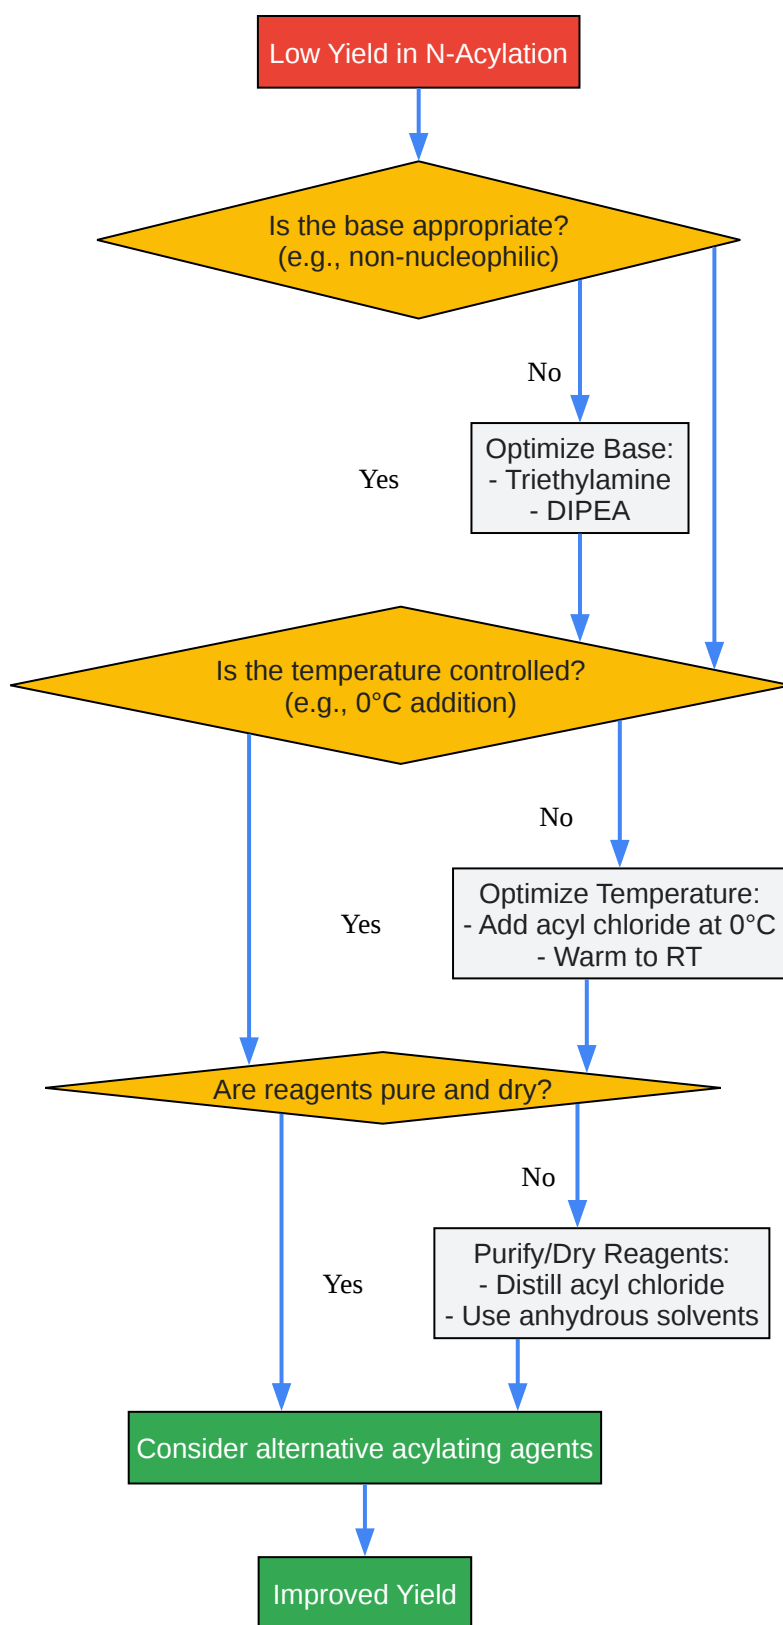 Low Yield in N-Acylation
Is the base appropriate?
(e.g., non-nucleophilic)
No
Optimize Base:
- Triethylamine
- DIPEA
Yes
Is the temperature controlled?
(e.g., 0°C addition)
No
Optimize Temperature:
- Add acyl chloride at 0°C
- Warm to RT
Yes
Are reagents pure and dry?
No
Purify/Dry Reagents:
- Distill acyl chloride
- Use anhydrous solvents
Yes
Consider alternative acylating agents
Improved Yield